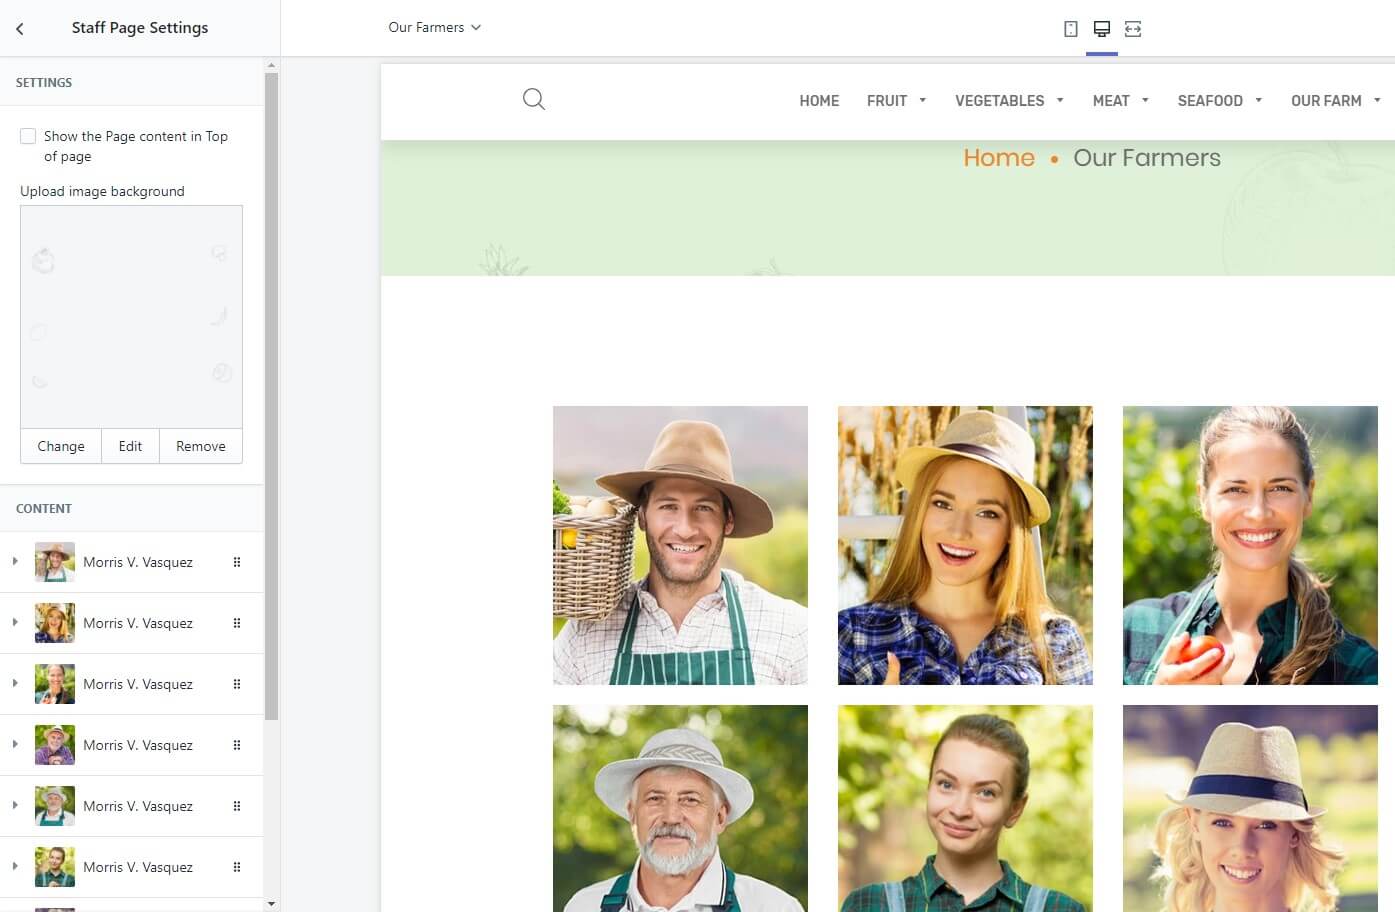 Staff Page Settings
Our Farmers
SETTINGS
Show the Page content in Top
of page
Upload image background
Change Edit Remove
CONTENT
Morris V. Vasquez
Morris V. Vasquez
Morris V. Vasquez
Morris V. Vasquez
Morris V. Vasquez
Morris V. Vasquez
HOME FRUIT VEGETABLES MEAT SEAFOOD OUR FARM
Home • Our Farmers